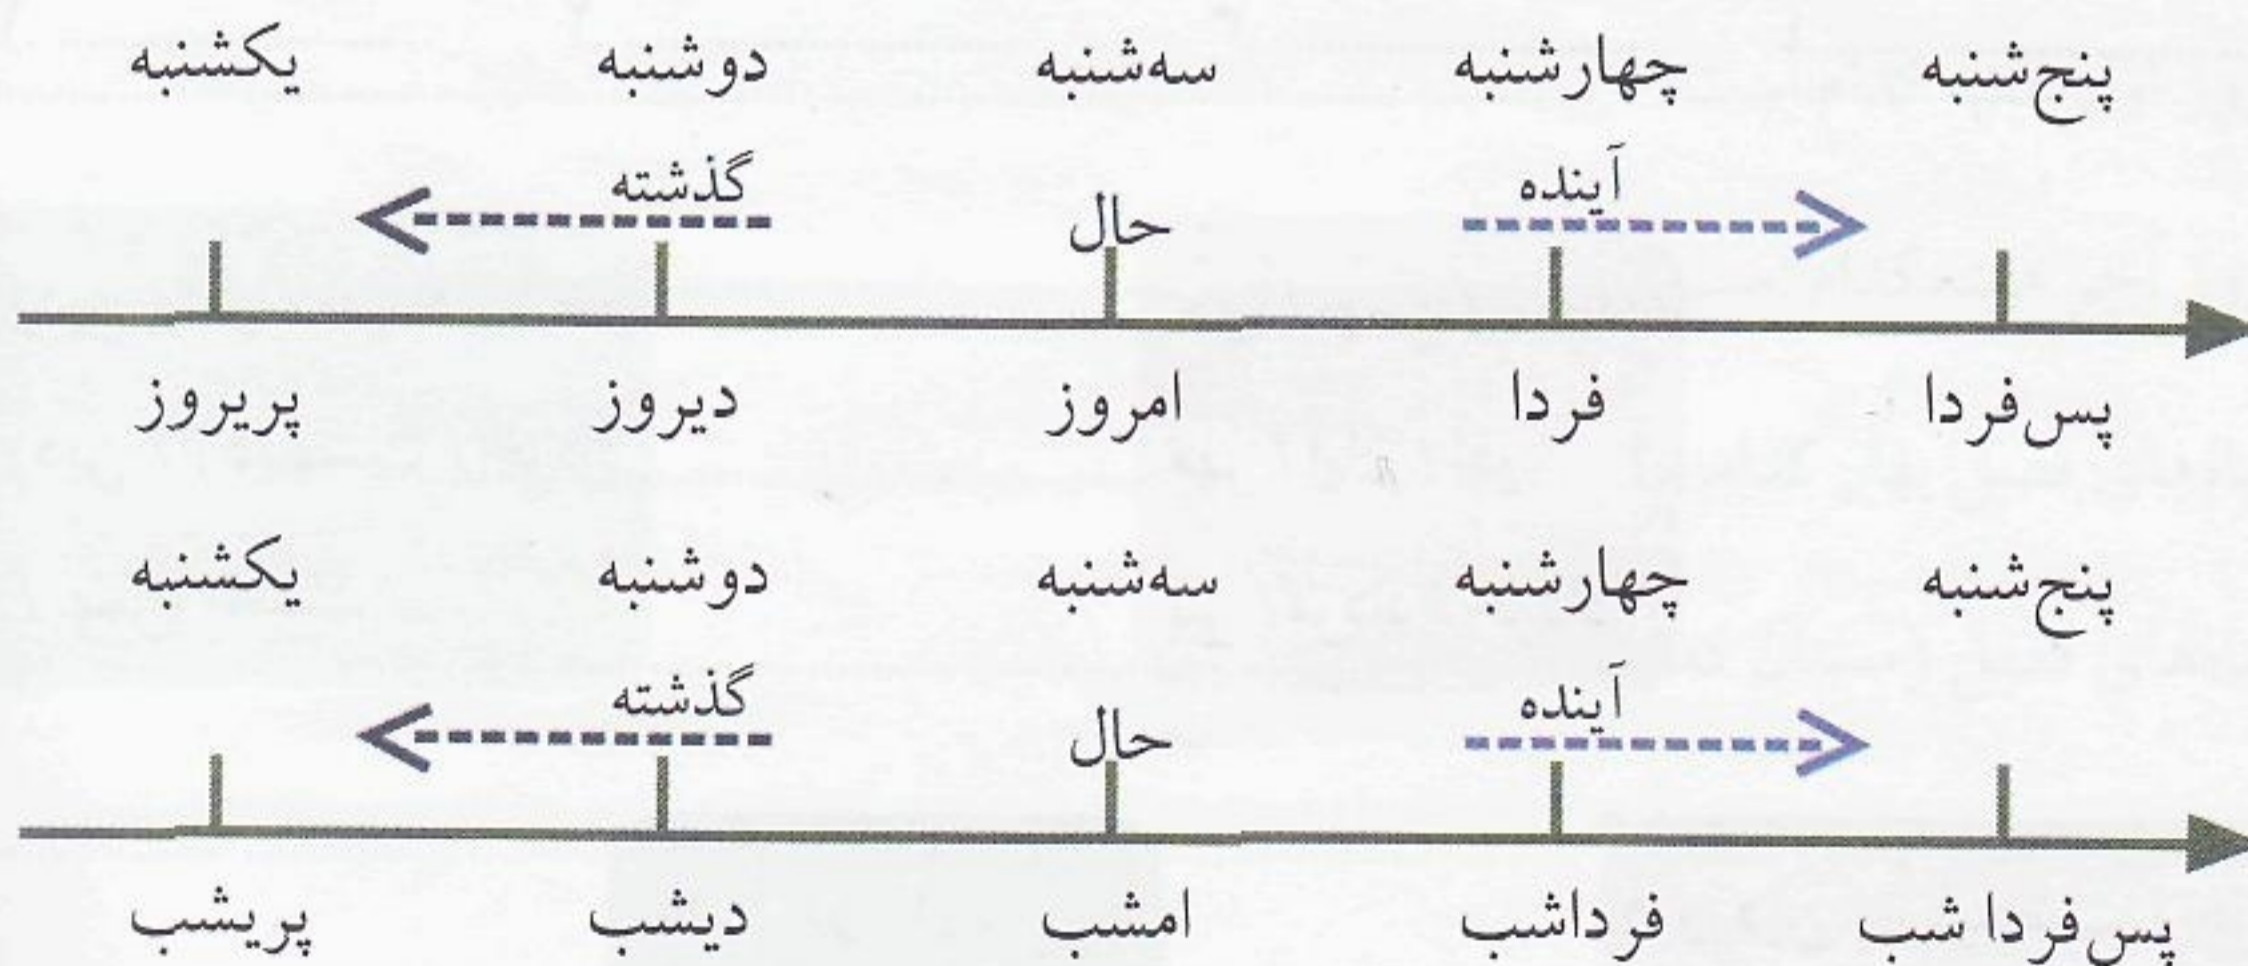 یکشنبه دوشنبه سه‌شنبه چهارشنبه پنج‌شنبه
گذشته حال آینده
پریروز دیروز امروز فردا پس‌فردا
یکشنبه دوشنبه سه‌شنبه چهارشنبه پنج‌شنبه
گذشته حال آینده
پریشب دیشب امشب فرداشب پس‌فردا شب